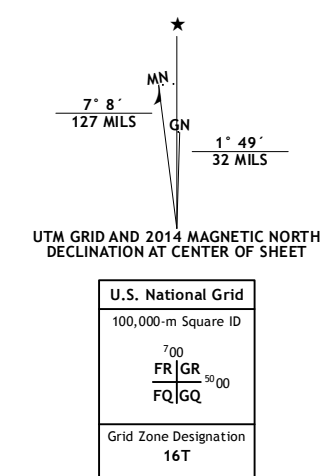 ★
MN
7° 8´
127 MILS
GN
1° 49´
32 MILS
UTM GRID AND 2014 MAGNETIC NORTH
DECLINATION AT CENTER OF SHEET
U.S. National Grid
100,000-m Square ID
700
FR GR
5000
FQ GQ
Grid Zone Designation
16T